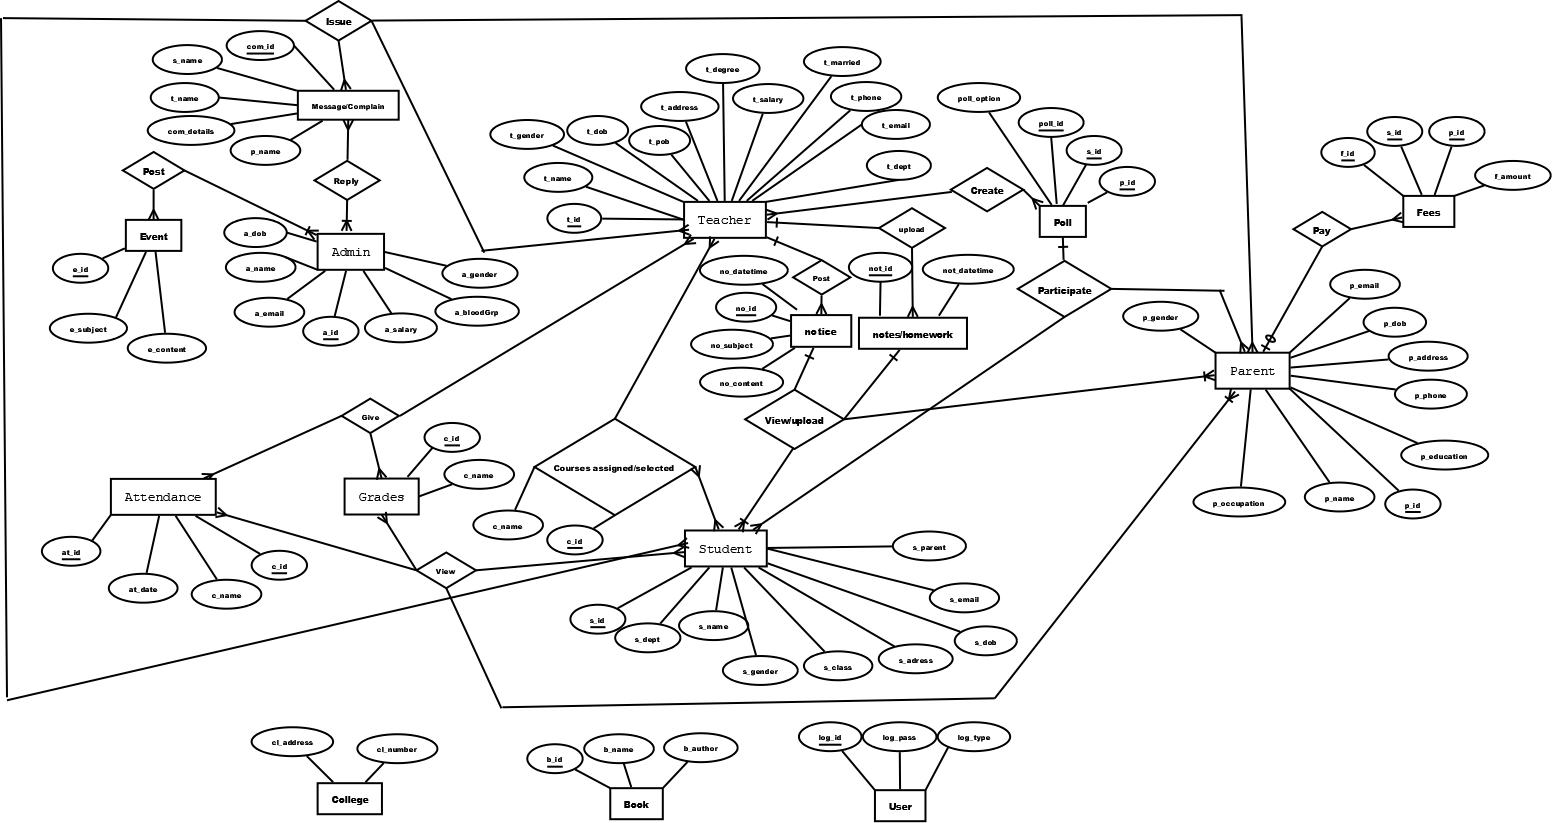 Issue
com_id
s_name
t_name
com_details
p_name
Message/Complain
Post
Reply
Event
e_id
e_subject
e_content
Admin
a_dob
a_name
a_email
a_id
a_salary
a_bloodGrp
a_gender
Teacher
t_id
t_name
t_gender
t_dob
t_pob
t_address
t_degree
t_salary
t_married
t_phone
t_email
t_dept
Create
upload
Post
Poll
poll_option
poll_id
s_id
p_id
Participate
Fees
f_id
s_id
p_id
f_amount
Pay
notice
no_datetime
no_id
no_subject
no_content
notes/homework
not_id
not_datetime
View/upload
Parent
p_gender
p_email
p_dob
p_address
p_phone
p_education
p_id
p_name
p_occupation
Give
Courses assigned/selected
c_name
c_id
Attendance
at_id
at_date
c_name
c_id
Grades
c_id
c_name
View
Student
s_parent
s_email
s_dob
s_adress
s_class
s_gender
s_name
s_dept
s_id
College
cl_address
cl_number
Book
b_id
b_name
b_author
User
log_id
log_pass
log_type